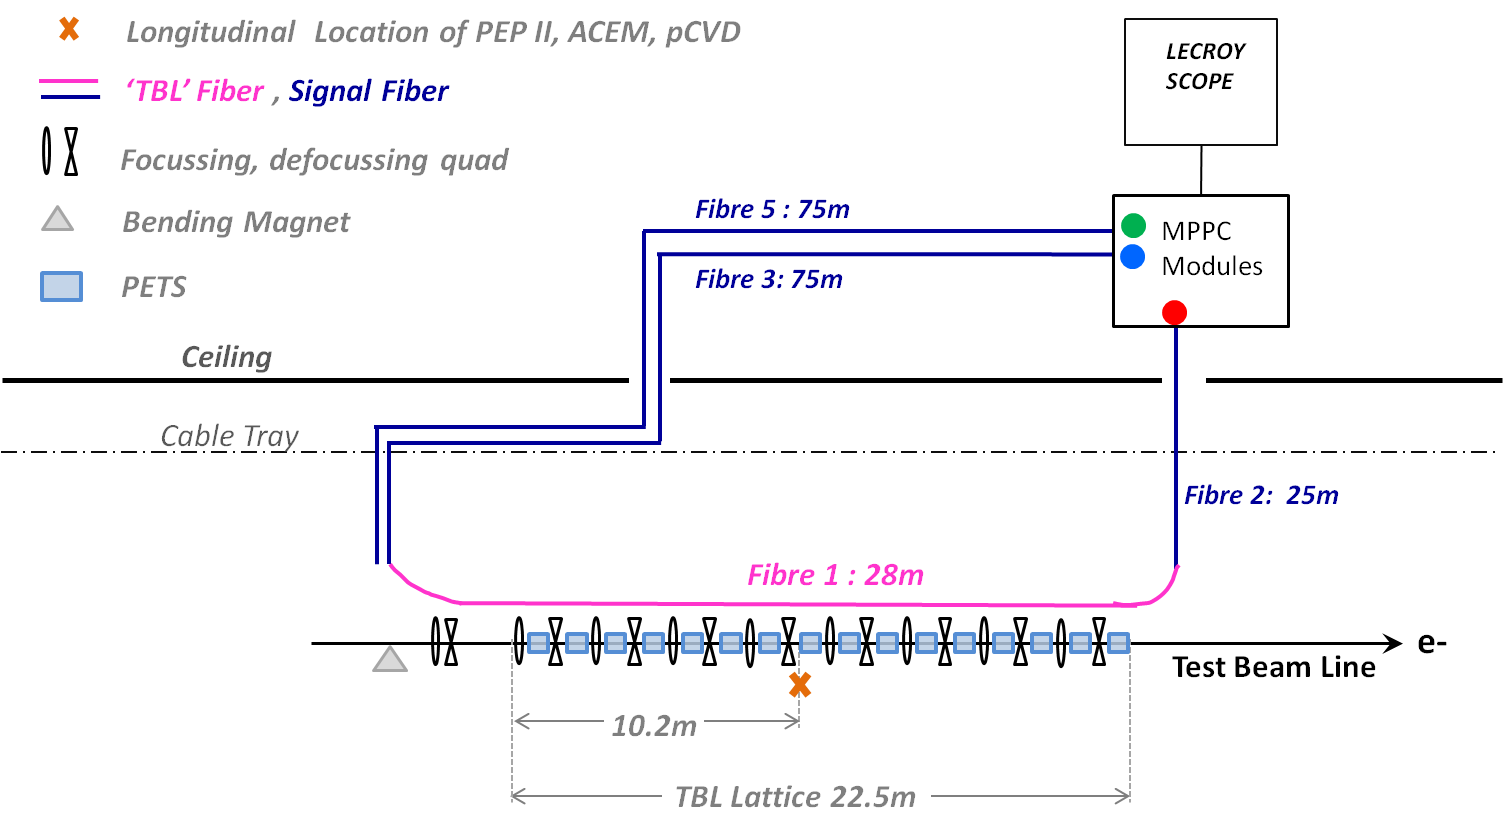 Longitudinal Location of PEP II, ACEM, pCVD
‘TBL’ Fiber , Signal Fiber
Focussing, defocussing quad
Bending Magnet
PETS
LECROY
SCOPE
Fibre 5 : 75m
MPPC
Modules
Fibre 3: 75m
Ceiling
Cable Tray
Fibre 2: 25m
Fibre 1 : 28m
e-
Test Beam Line
10.2m
TBL Lattice 22.5m